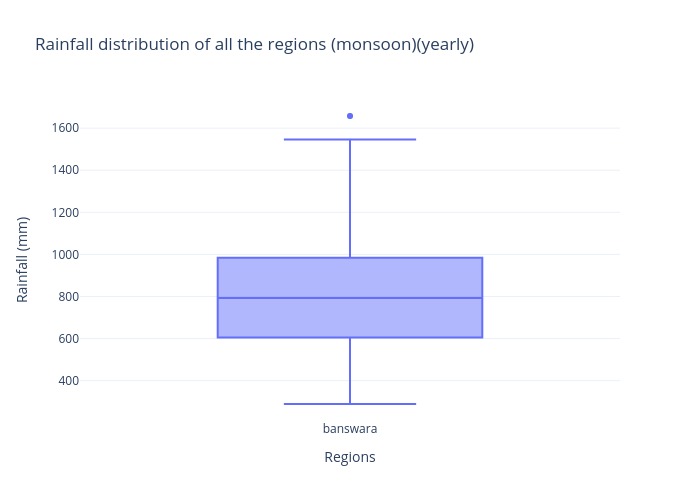 Rainfall distribution of all the regions (monsoon)(yearly)
1600
1400
1200
1000
800
600
400
Rainfall (mm)
banswara
Regions